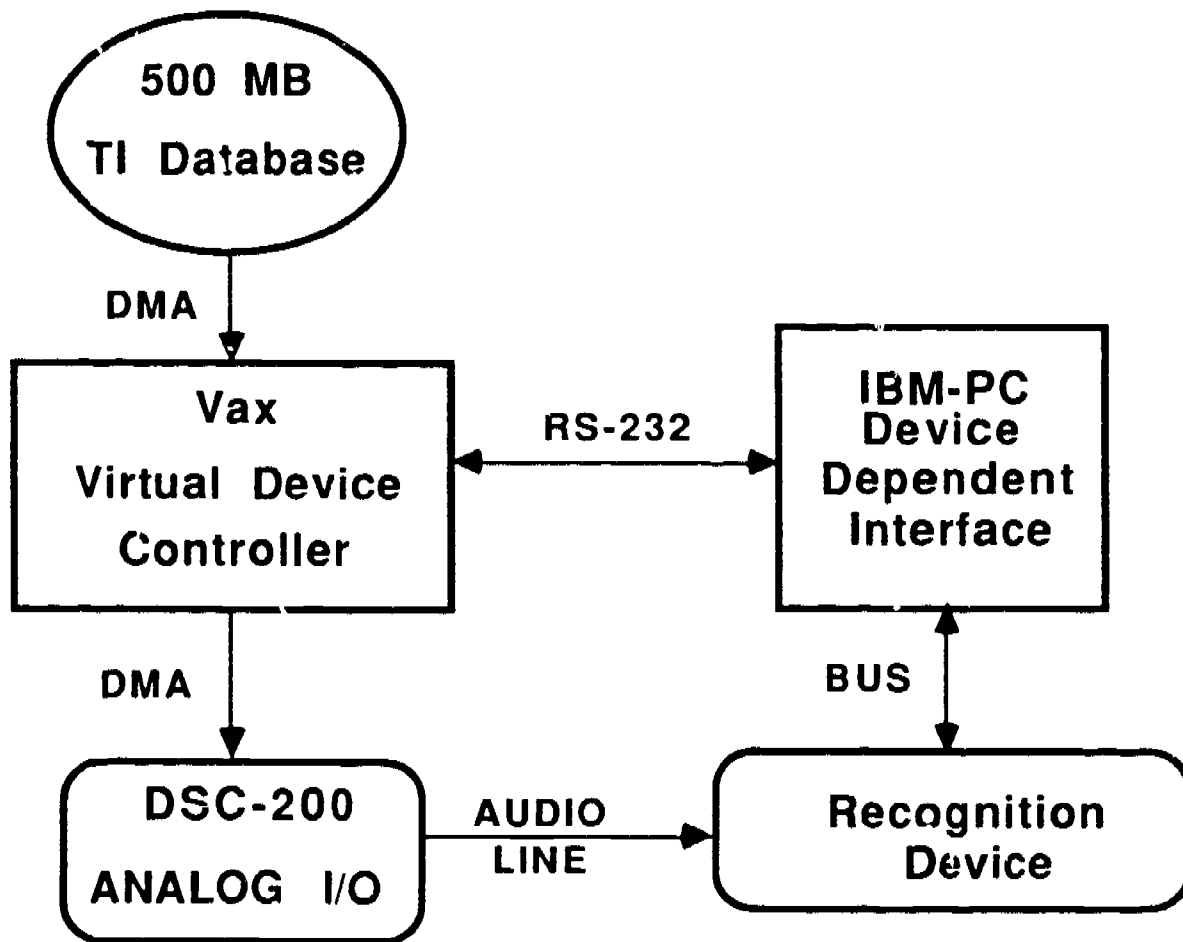 500 MB
TI Database
DMA
Vax
Virtual Device
Controller
RS-232
IBM-PC
Device
Dependent
Interface
DMA
BUS
DSC-200
ANALOG I/O
AUDIO
LINE
Recognition
Device